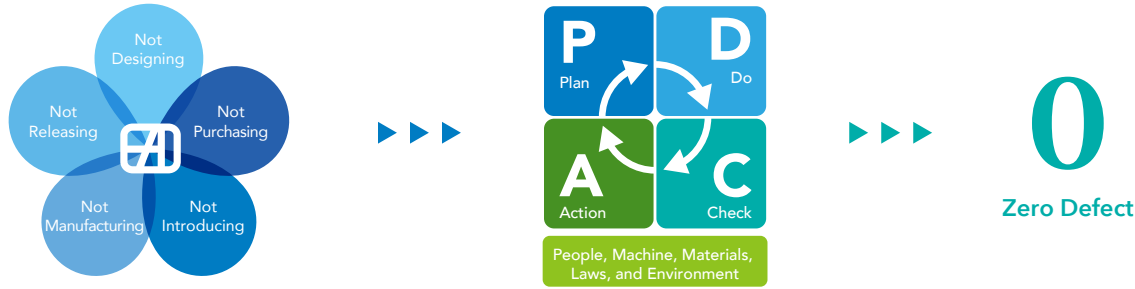 Not
Designing
Not
Releasing
Not
Purchasing
Not
Manufacturing
Not
Introducing
P
Plan
D
Do
A
Action
C
Check
People, Machine, Materials,
Laws, and Environment
0
Zero Defect